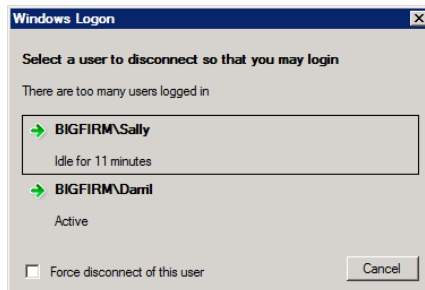 Windows Logon
Select a user to disconnect so that you may login
There are too many users logged in
BIGFIRM\Sally
Idle for 11 minutes
BIGFIRM\Darril
Active
Force disconnect of this user
Cancel